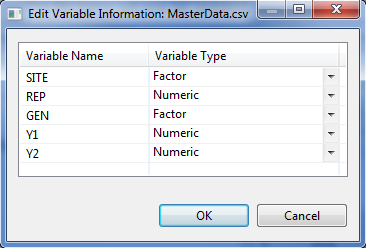 Edit Variable Information: MasterData.csv
Variable Name Variable Type
SITE Factor
REP Numeric
GEN Factor
Y1 Numeric
Y2 Numeric
OK Cancel